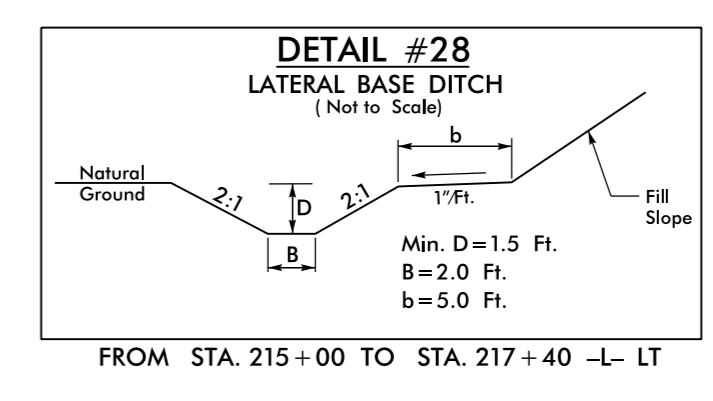 DETAIL #28
LATERAL BASE DITCH
( Not to Scale)
b
Natural
Ground
2:1
D
2:1
1"/Ft.
Fill
Slope
B
Min. D=1.5 Ft.
B=2.0 Ft.
b=5.0 Ft.
FROM STA. 215+00 TO STA. 217+40 -L- LT